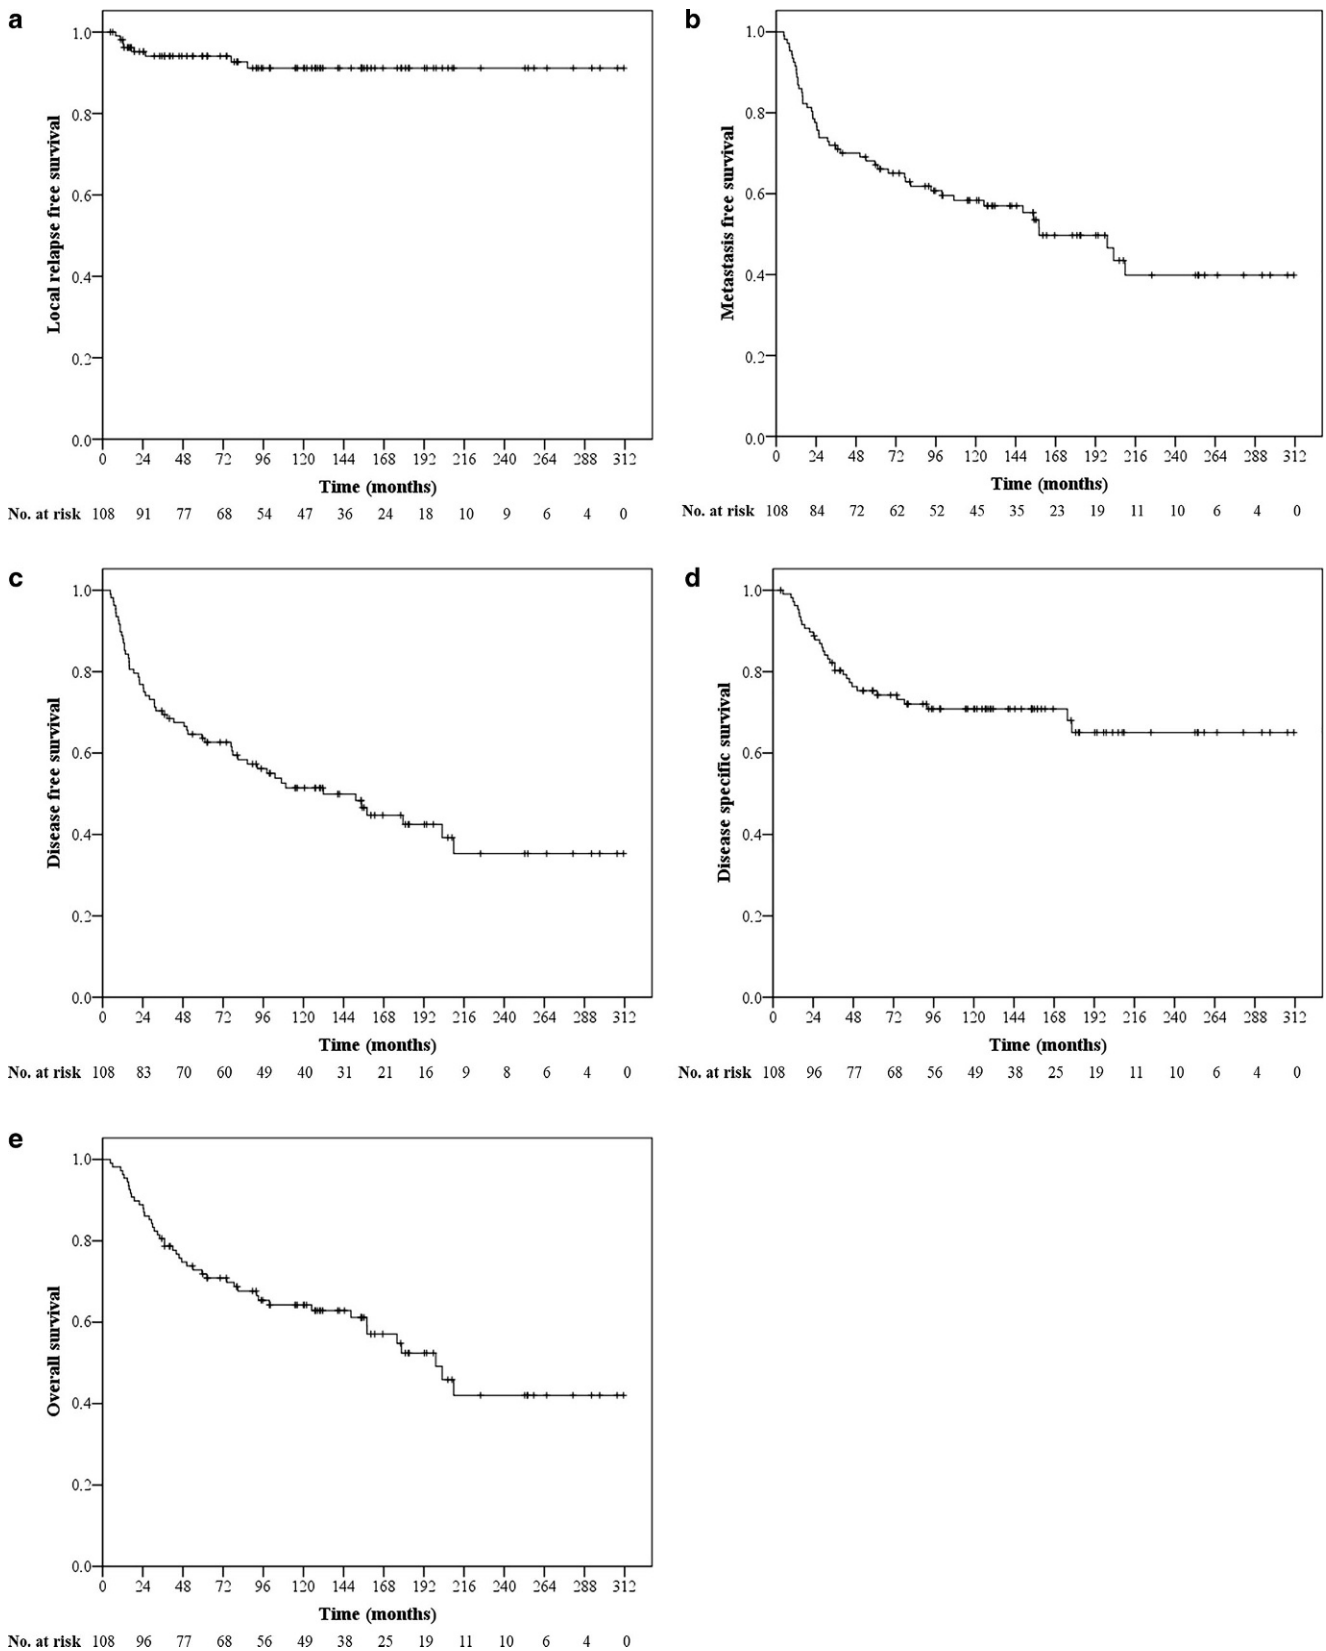 a
Local relapse free survival
1.0
0.8
0.6
0.4
0.2
0.0
0 24 48 72 96 120 144 168 192 216 240 264 288 312
Time (months)
No. at risk 108 91 77 68 54 47 36 24 18 10 9 6 4 0
b
Metastasis free survival
1.0
0.8
0.6
0.4
0.2
0.0
0 24 48 72 96 120 144 168 192 216 240 264 288 312
Time (months)
No. at risk 108 84 72 62 52 45 35 23 19 11 10 6 4 0
c
Disease free survival
1.0
0.8
0.6
0.4
0.2
0.0
0 24 48 72 96 120 144 168 192 216 240 264 288 312
Time (months)
No. at risk 108 83 70 60 49 40 31 21 16 9 8 6 4 0
d
Disease specific survival
1.0
0.8
0.6
0.4
0.2
0.0
0 24 48 72 96 120 144 168 192 216 240 264 288 312
Time (months)
No. at risk 108 96 77 68 56 49 38 25 19 11 10 6 4 0
e
Overall survival
1.0
0.8
0.6
0.4
0.2
0.0
0 24 48 72 96 120 144 168 192 216 240 264 288 312
Time (months)
No. at risk 108 96 77 68 56 49 38 25 19 11 10 6 4 0